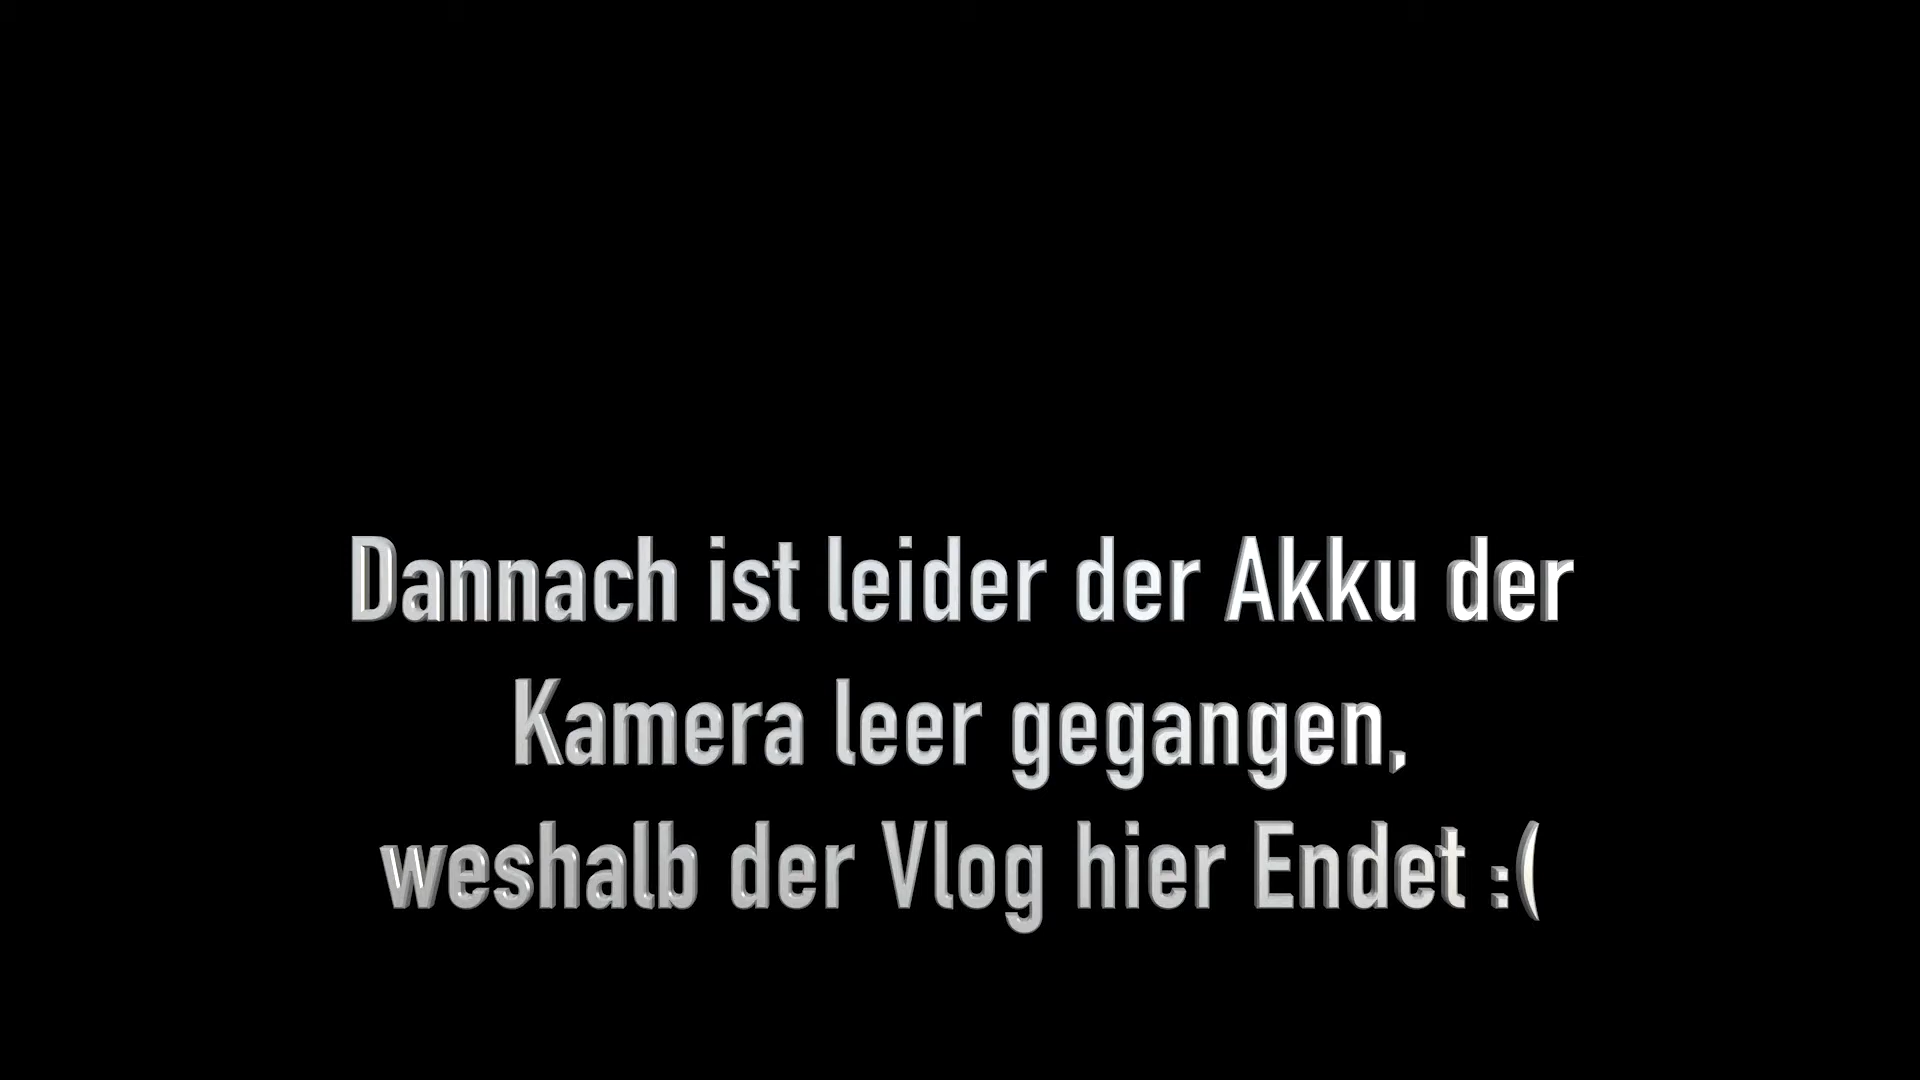 Dannach ist leider der Akku der
Kamera leer gegangen,
weshalb der Vlog hier Endet :(